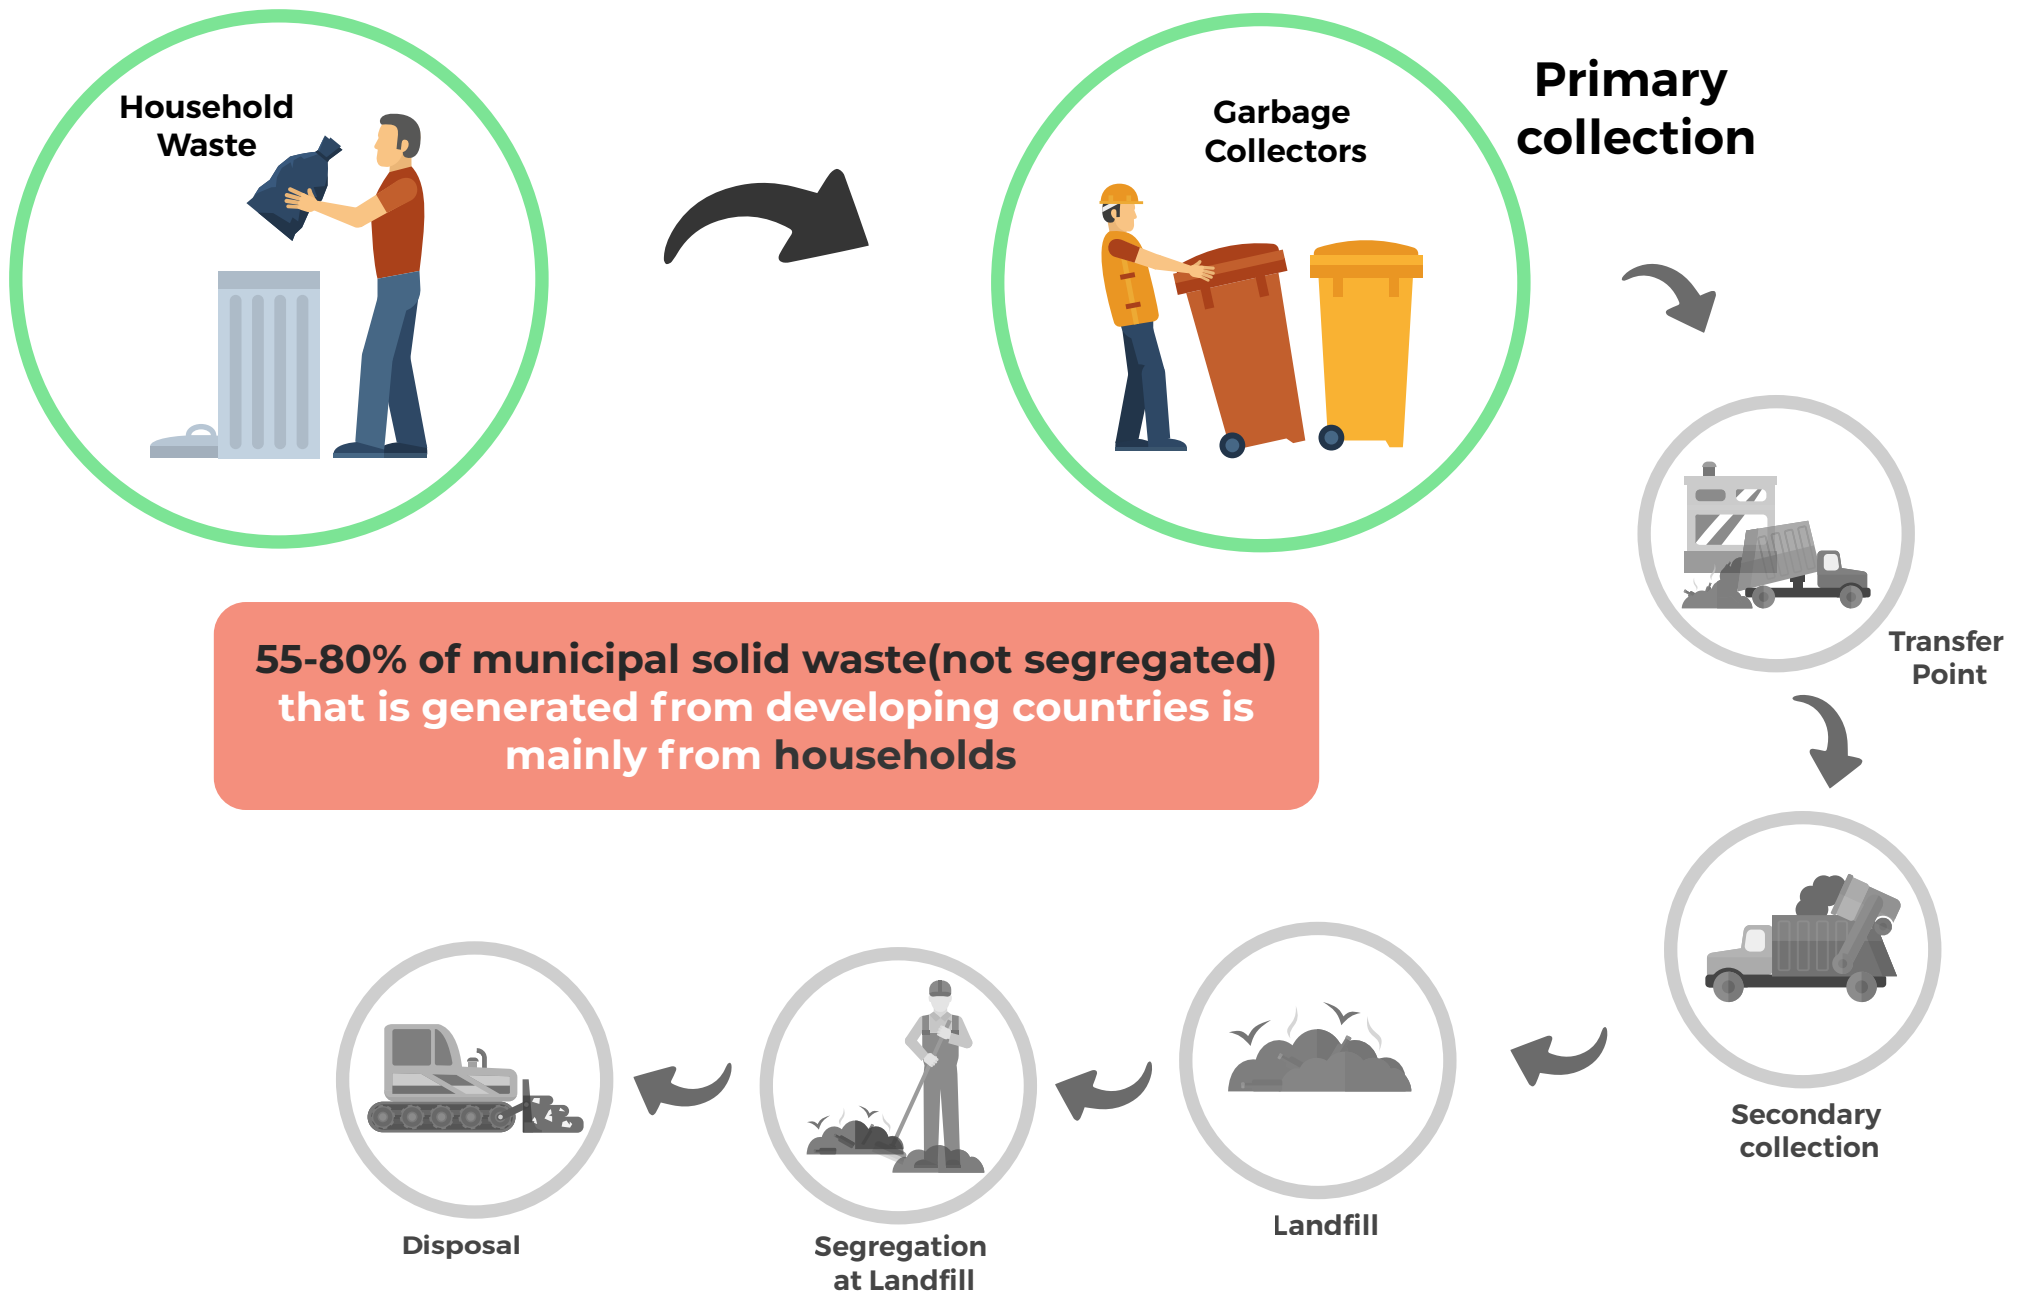 Household
Waste
Garbage
Collectors
Primary
collection
Transfer
Point
55-80% of municipal solid waste(not segregated)
that is generated from developing countries is
mainly from households
Secondary
collection
Landfill
Segregation
at Landfill
Disposal